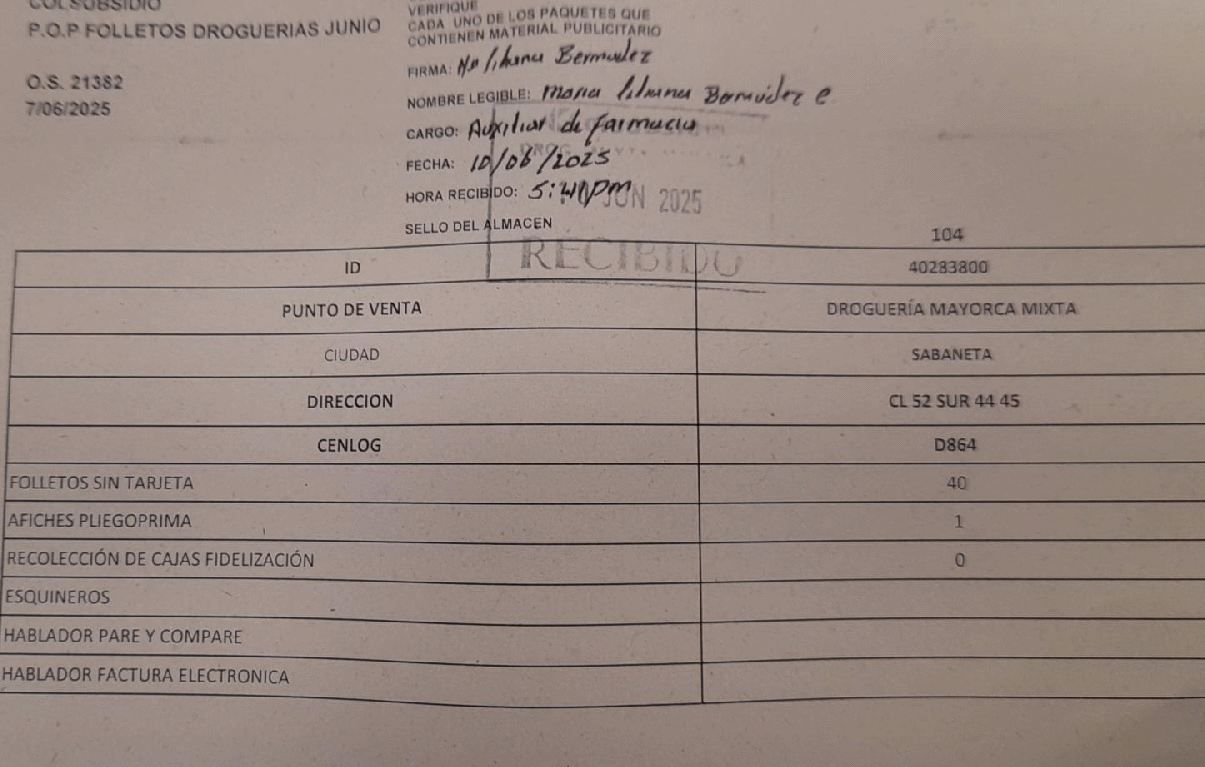 COLSUBSIDIO
P.O.P FOLLETOS DROGUERIAS JUNIO
O.S. 21382
7/06/2025
VERIFIQUE
CADA UNO DE LOS PAQUETES QUE
CONTIENEN MATERIAL PUBLICITARIO
FIRMA: Bermudez
NOMBRE LEGIBLE: Maria Liliana Bermúdez e
CARGO: Auxiliar de farmacia
FECHA: 10/06/2025
HORA RECIBIDO: 5:41pm
JUN 2025
SELLO DEL ALMACEN
RECIBIDO
104
ID 40283800
PUNTO DE VENTA DROGUERÍA MAYORCA MIXTA
CIUDAD SABANETA
DIRECCION CL 52 SUR 44 45
CENLOG D864
FOLLETOS SIN TARJETA 40
AFICHES PLIEGOPRIMA 1
RECOLECCIÓN DE CAJAS FIDELIZACIÓN 0
ESQUINEROS
HABLADOR PARE Y COMPARE
HABLADOR FACTURA ELECTRONICA